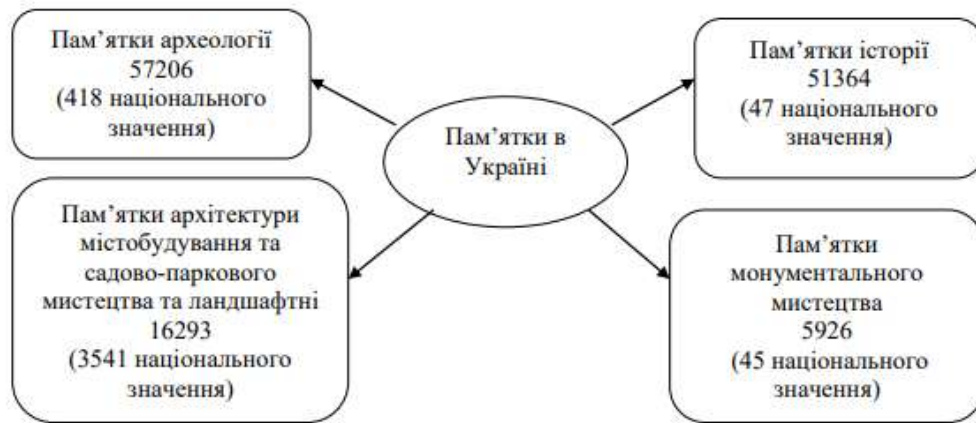 Пам’ятки археології
57206
(418 національного
значення)
Пам’ятки історії
51364
(47 національного
значення)
Пам’ятки в
Україні
Пам’ятки архітектури
містобудування та
садово-паркового
мистецтва та ландшафтні
16293
(3541 національного
значення)
Пам’ятки
монументального
мистецтва
5926
(45 національного
значення)